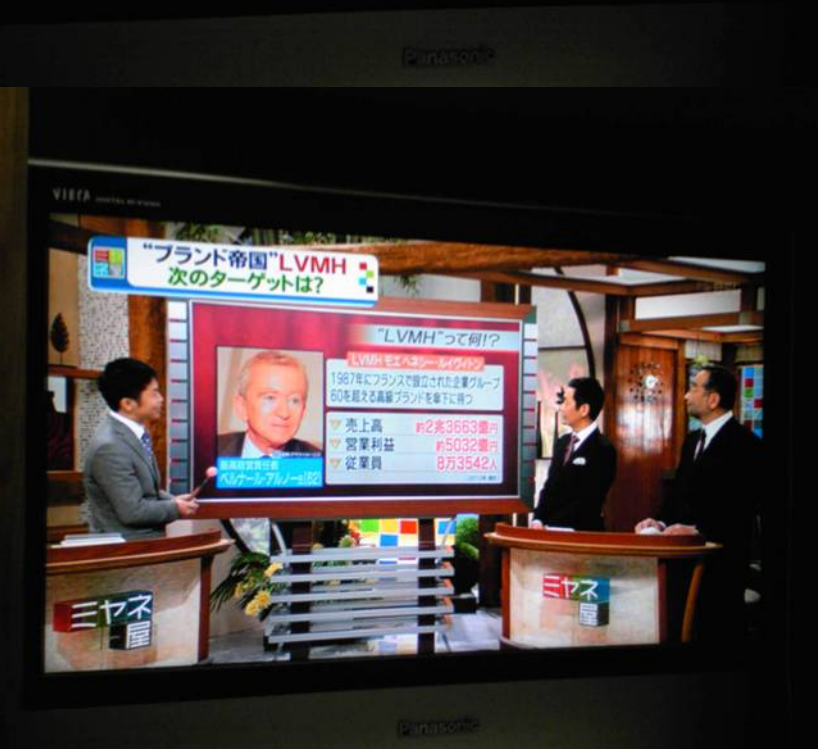 Panasonic
VIERA
"ブランド帝国"LVMH
次のターゲットは?
"LVMH"って何!?
LVMH モエ ヘネシー・ルイヴィトン
1987年にフランスで設立された企業グループ
60を超える高級ブランドを傘下に持つ
売上高 約2兆3663億円
営業利益 約5032億円
従業員 8万3542人
最高経営責任者
ベルナール・アルノー氏(62)
ミヤネ屋
ミヤネ屋
Panasonic